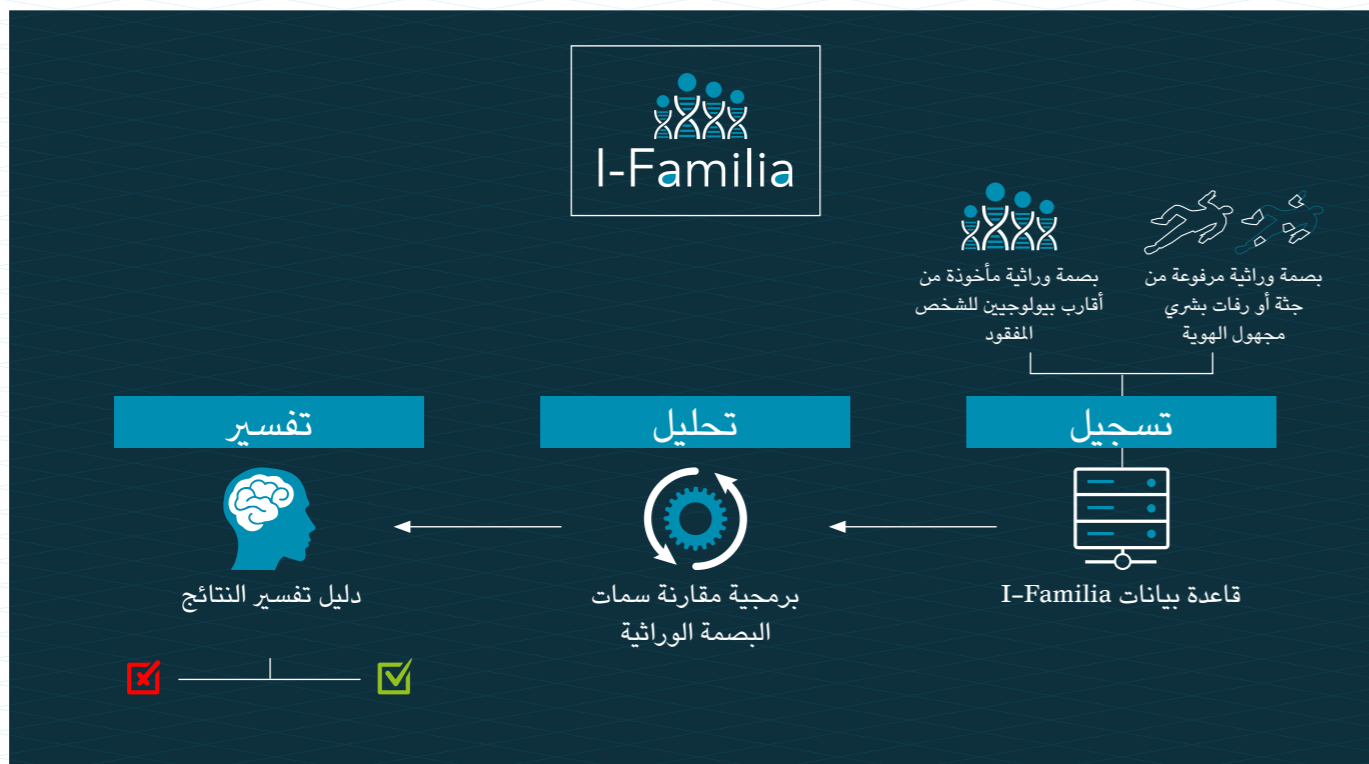 I-Familia
بصمة وراثية مرفوعة من
جثة أو رفات بشري
مجهول الهوية
بصمة وراثية مأخوذة من
أقارب بيولوجيين للشخص
المفقود
تسجيل
قاعدة بيانات I-Familia
تحليل
برمجية مقارنة سمات
البصمة الوراثية
تفسير
دليل تفسير النتائج